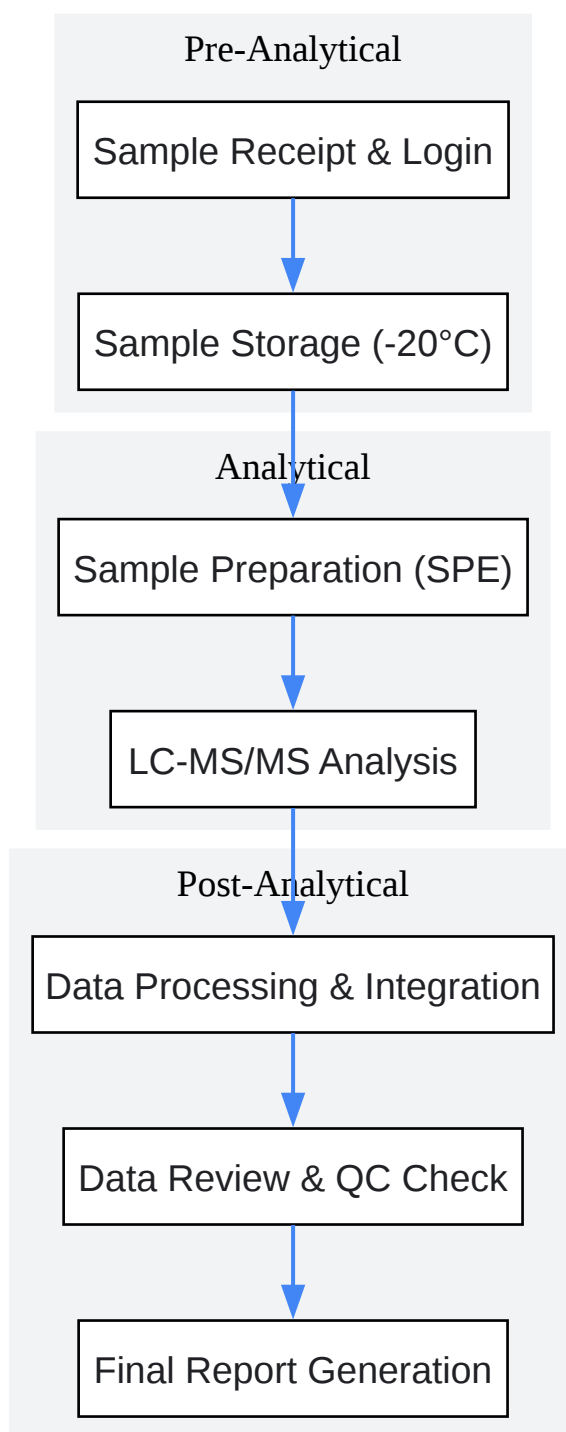 Pre-Analytical
Sample Receipt & Login
Sample Storage (-20°C)
Analytical
Sample Preparation (SPE)
LC-MS/MS Analysis
Post-Analytical
Data Processing & Integration
Data Review & QC Check
Final Report Generation